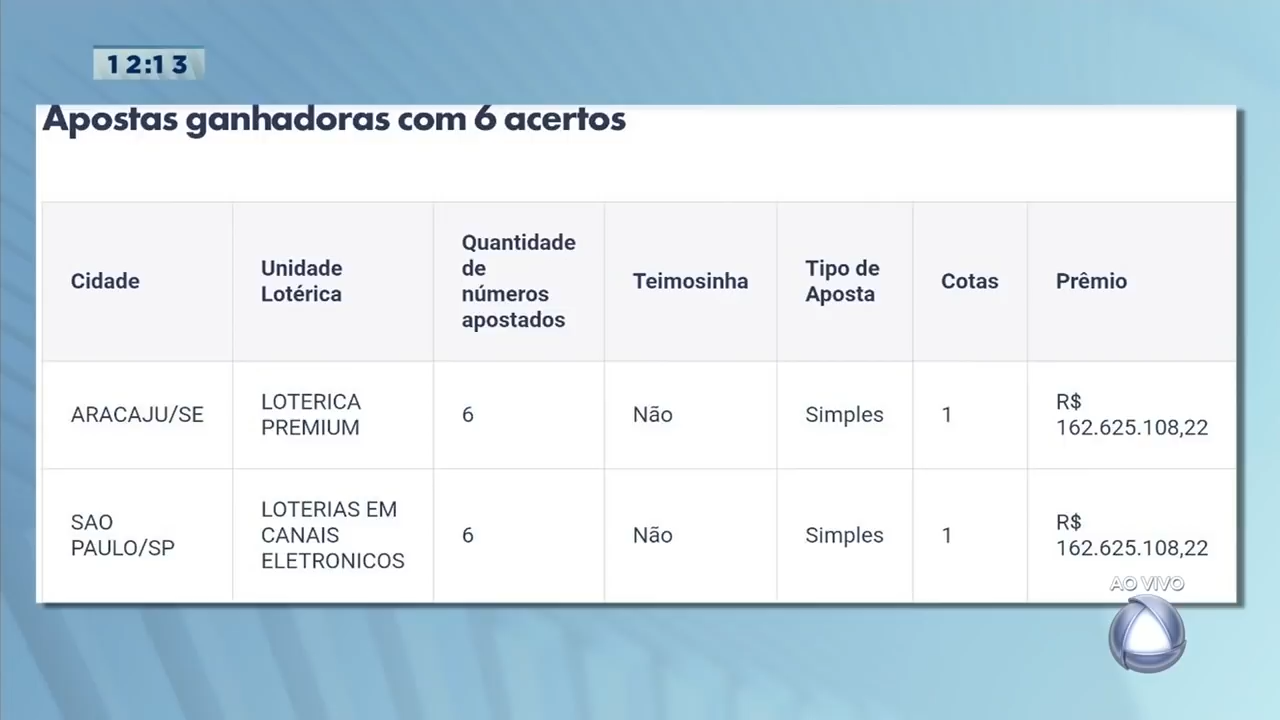 12:13
Apostas ganhadoras com 6 acertos
Cidade
Unidade
Lotérica
Quantidade
de
números
apostados
Teimosinha
Tipo de
Aposta
Cotas
Prêmio
ARACAJU/SE
LOTERICA
PREMIUM
6
Não
Simples
1
R$
162.625.108,22
SAO
PAULO/SP
LOTERIAS EM
CANAIS
ELETRONICOS
6
Não
Simples
1
R$
162.625.108,22
AO VIVO